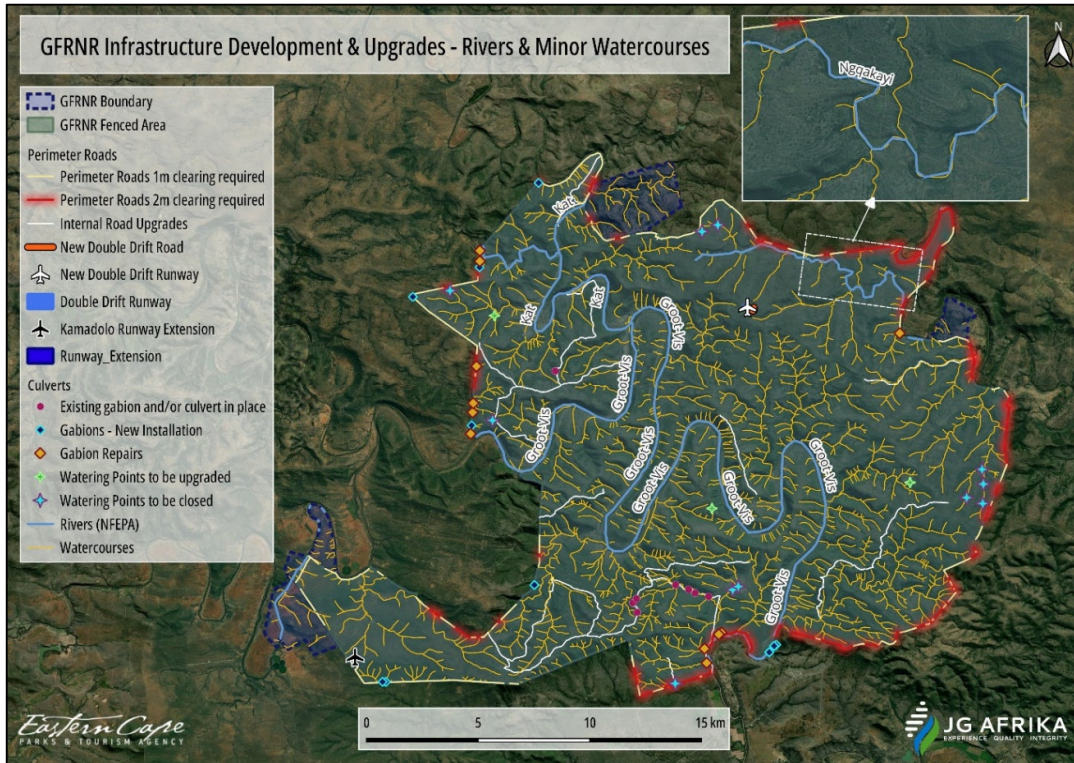 GFRNR Infrastructure Development & Upgrades - Rivers & Minor Watercourses
N
Ngqakayi
GFRNR Boundary
GFRNR Fenced Area
Perimeter Roads
Perimeter Roads 1m clearing required
Perimeter Roads 2m clearing required
Internal Road Upgrades
New Double Drift Road
New Double Drift Runway
Double Drift Runway
Kamadolo Runway Extension
Runway_Extension
Culverts
Existing gabion and/or culvert in place
Gabions - New Installation
Gabion Repairs
Watering Points to be upgraded
Watering Points to be closed
Rivers (NFEPA)
Watercourses
Kat
Kat
Kat
Groot-Vis
Groot-Vis
Groot-Vis
Groot-Vis
Groot-Vis
Groot-Vis
Groot-Vis
Groot-Vis
Eastern Cape
PARKS & TOURISM AGENCY
0 5 10 15 km
JG AFRIKA
EXPERIENCE QUALITY INTEGRITY